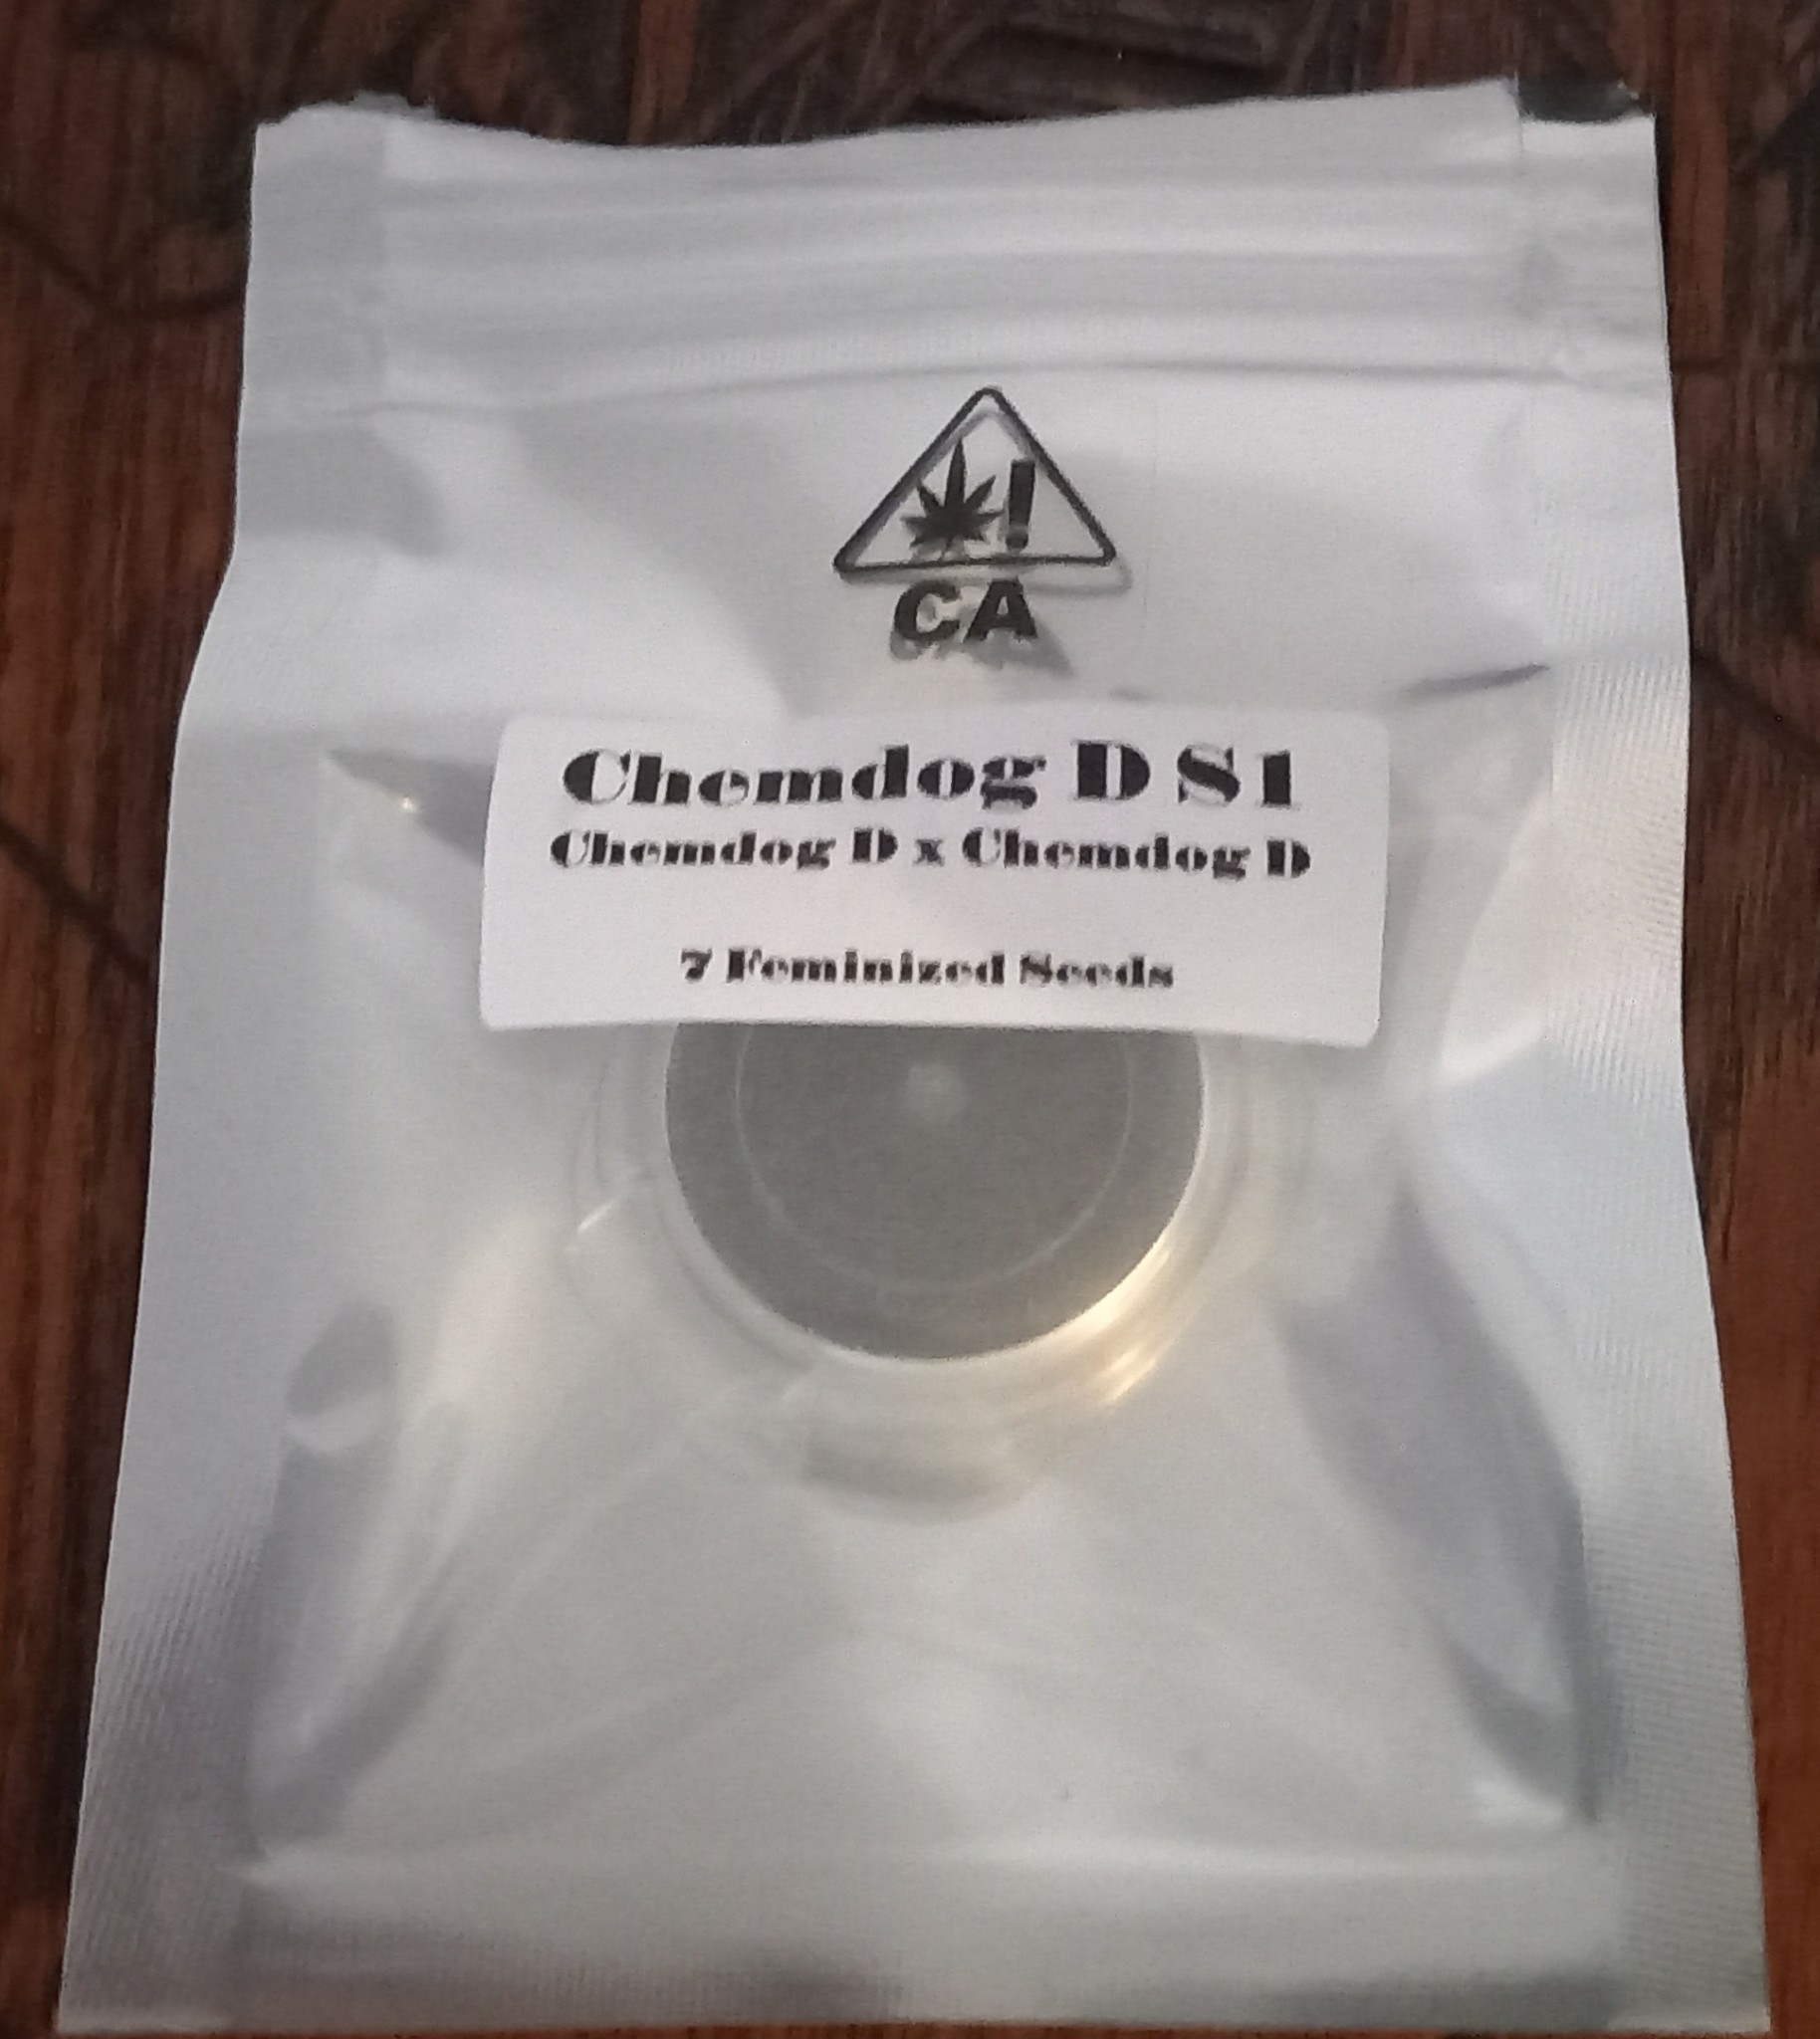 !
CA
Chemdog D S1
Chemdog D x Chemdog D
7 Feminized Seeds